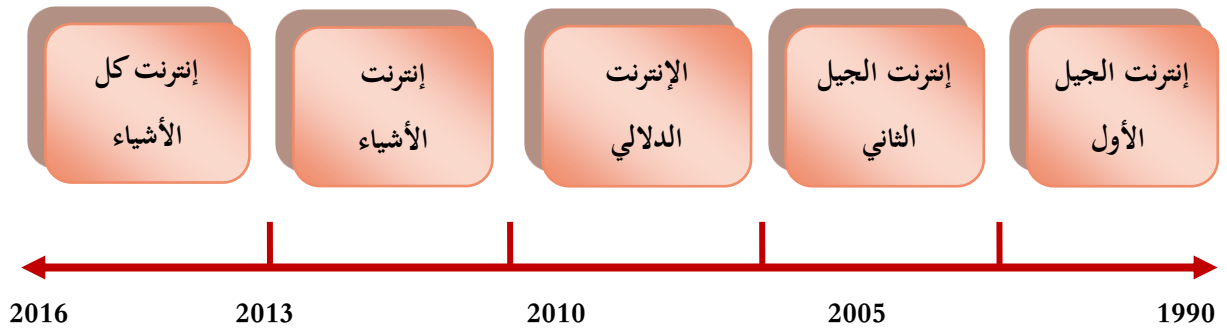 إنترنت الجيل
الأول
إنترنت الجيل
الثاني
الإنترنت
الدلالي
إنترنت
الأشياء
إنترنت كل
الأشياء
1990
2005
2010
2013
2016